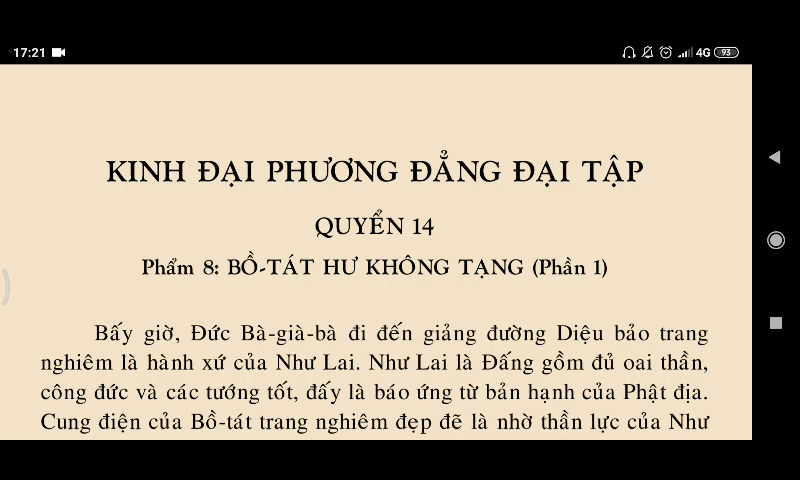 17:21
4G 93
KINH ĐẠI PHƯƠNG ĐẲNG ĐẠI TẬP
QUYỂN 14
Phẩm 8: BỒ-TÁT HƯ KHÔNG TẠNG (Phần 1)
Bấy giờ, Đức Bà-già-bà đi đến giảng đường Diệu bảo trang
nghiêm là hành xứ của Như Lai. Như Lai là Đấng gồm đủ oai thần,
công đức và các tướng tốt, đấy là báo ứng từ bản hạnh của Phật địa.
Cung điện của Bồ-tát trang nghiêm đẹp đẽ là nhờ thần lực của Như